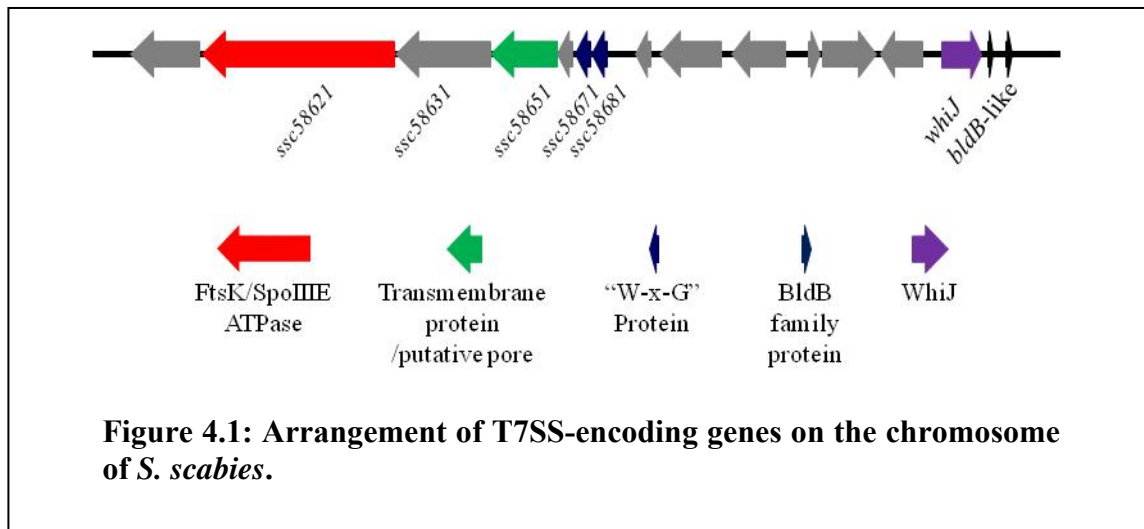 ssc58621
ssc58631
ssc58651
ssc58671
ssc58681
whiJ
bldB-like
FtsK/SpoIIIE
ATPase
Transmembrane
protein
/putative pore
“W-x-G”
Protein
BldB
family
protein
WhiJ
Figure 4.1: Arrangement of T7SS-encoding genes on the chromosome
of S. scabies.